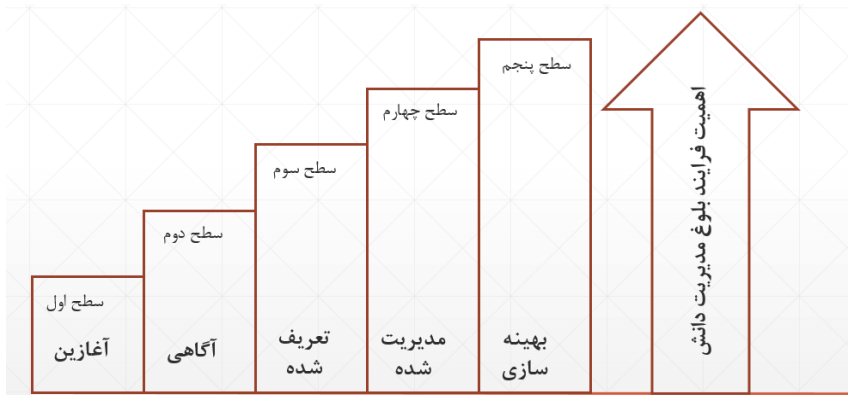 سطح اول
آغازین
سطح دوم
آگاهی
سطح سوم
تعریف
شده
سطح چهارم
مدیریت
شده
سطح پنجم
بهینه
سازی
اهمیت فرایند بلوغ مدیریت دانش